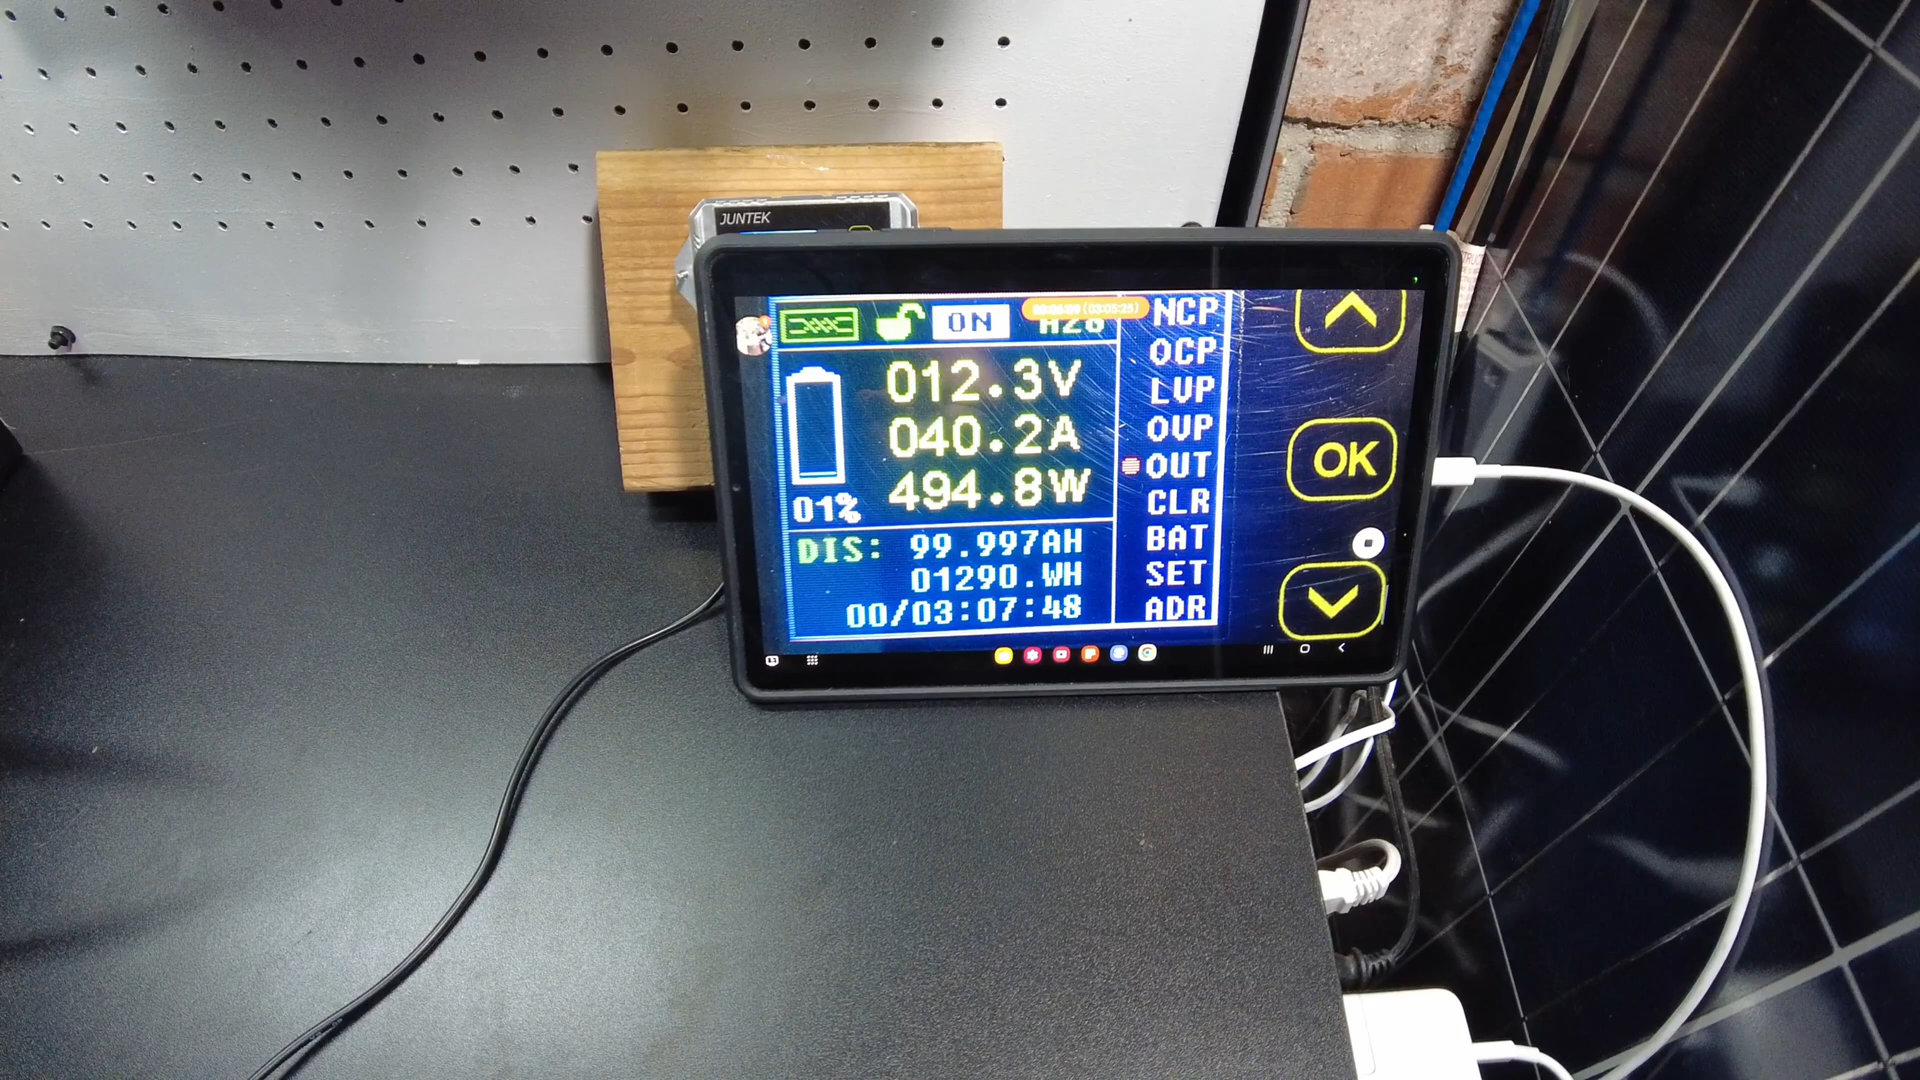 JUNTEK
ON
012.3V
040.2A
494.8W
01%
DIS: 99.997AH
01290.WH
00/03:07:48
NCP
OCP
LVP
OVP
OUT
CLR
BAT
SET
ADR
OK